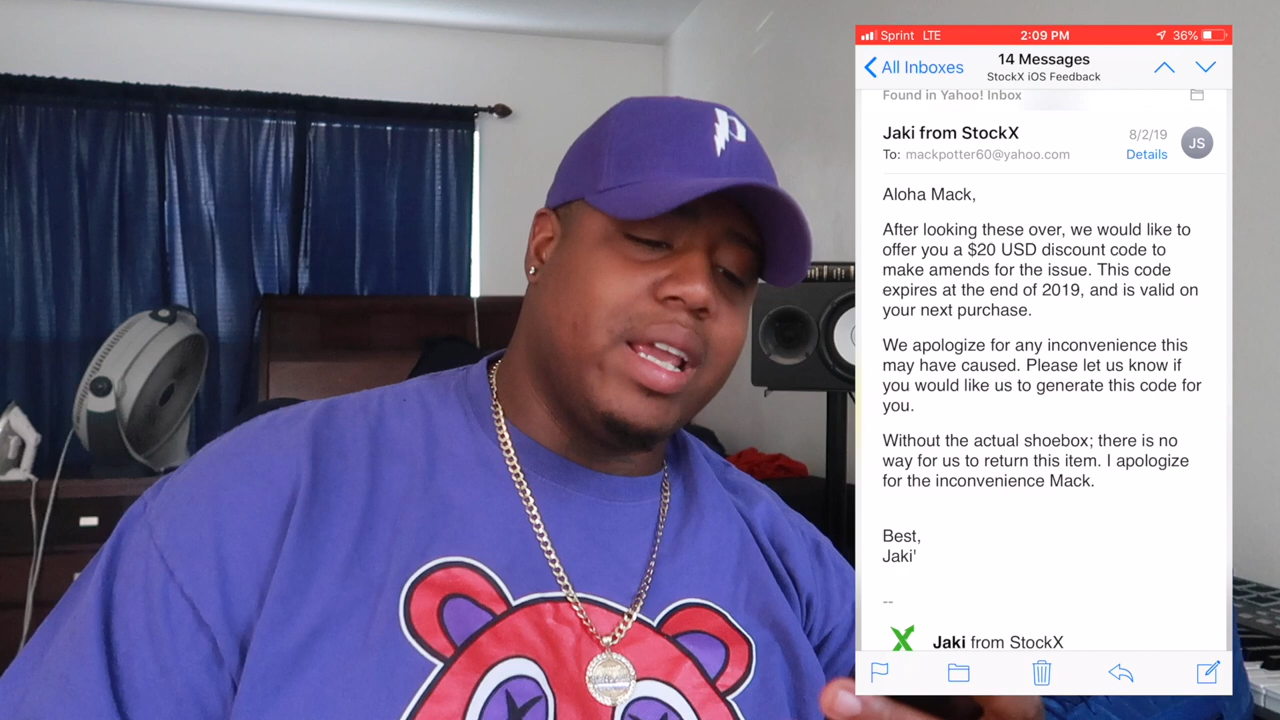 Sprint LTE 2:09 PM 36%
All Inboxes 14 Messages
StockX iOS Feedback
Found in Yahoo! Inbox
Jaki from StockX 8/2/19 JS
To: mackpotter60@yahoo.com Details
Aloha Mack,
After looking these over, we would like to
offer you a $20 USD discount code to
make amends for the issue. This code
expires at the end of 2019, and is valid on
your next purchase.
We apologize for any inconvenience this
may have caused. Please let us know if
you would like us to generate this code for
you.
Without the actual shoebox; there is no
way for us to return this item. I apologize
for the inconvenience Mack.
Best,
Jaki'
--
Jaki from StockX
P